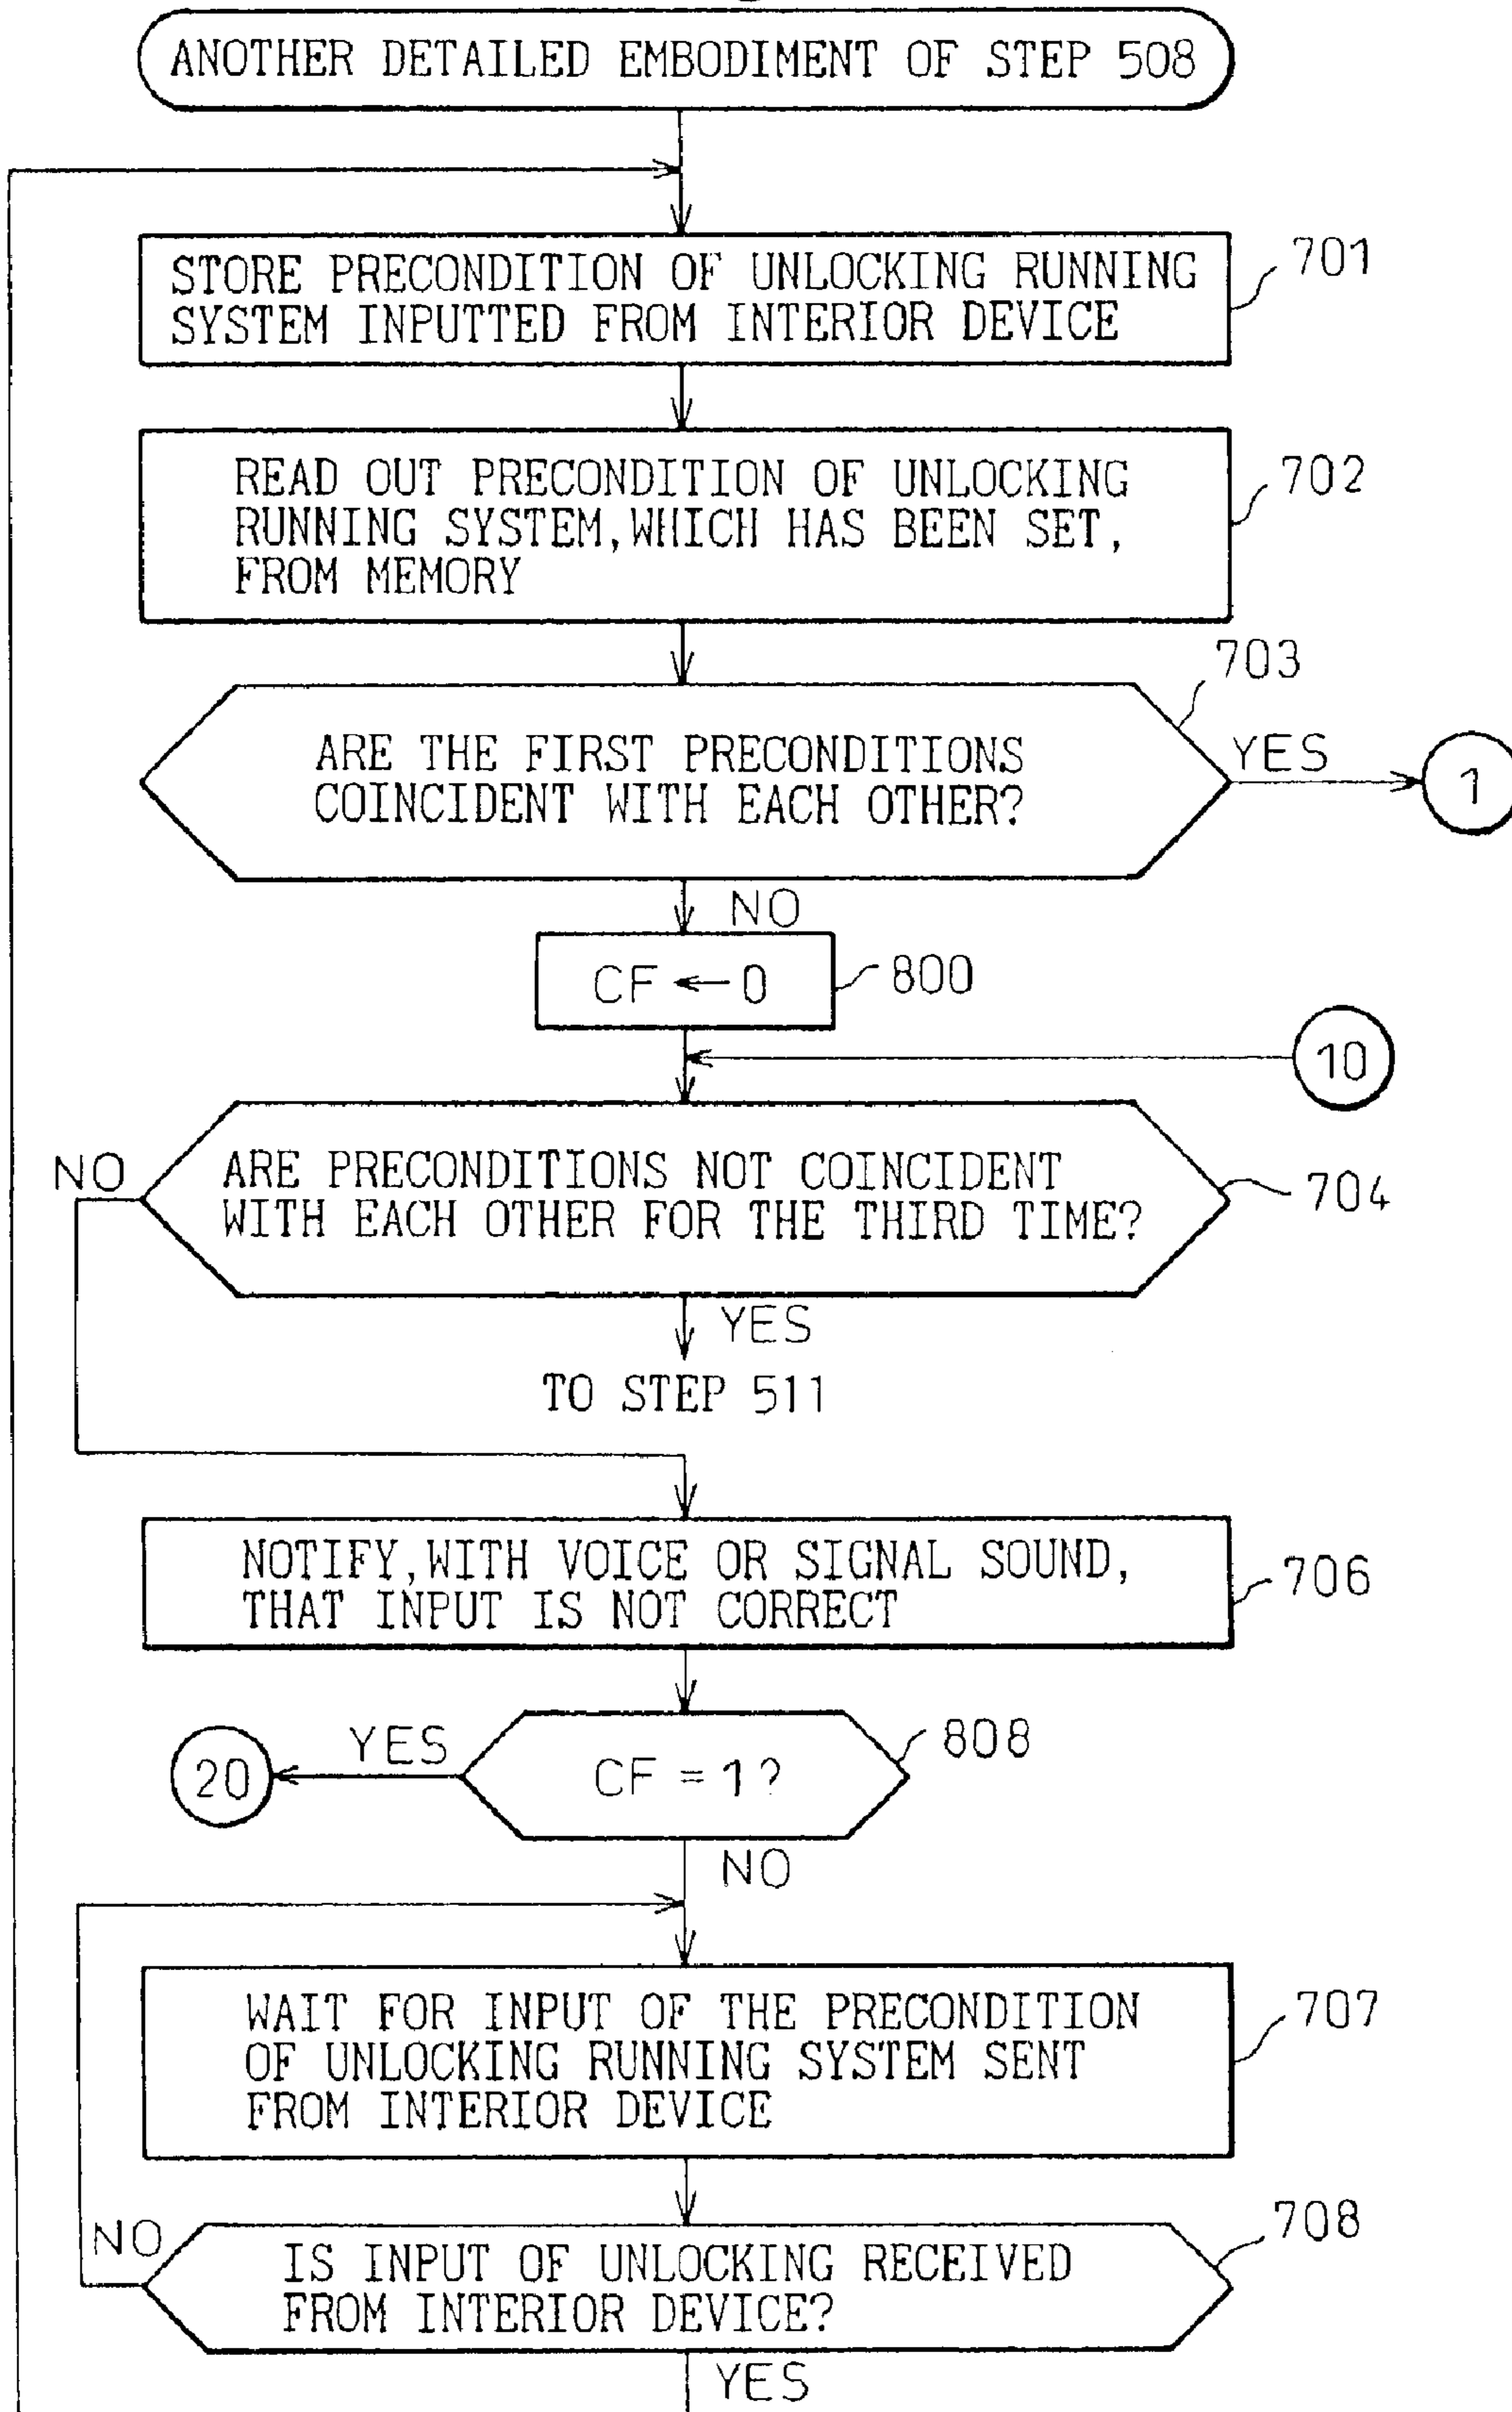 ANOTHER DETAILED EMBODIMENT OF STEP 508
STORE PRECONDITION OF UNLOCKING RUNNING
SYSTEM INPUTTED FROM INTERIOR DEVICE
701
READ OUT PRECONDITION OF UNLOCKING
RUNNING SYSTEM, WHICH HAS BEEN SET,
FROM MEMORY
702
703
ARE THE FIRST PRECONDITIONS
COINCIDENT WITH EACH OTHER?
YES
1
NO
CF ← 0
800
10
NO
ARE PRECONDITIONS NOT COINCIDENT
WITH EACH OTHER FOR THE THIRD TIME?
704
YES
TO STEP 511
NOTIFY, WITH VOICE OR SIGNAL SOUND,
THAT INPUT IS NOT CORRECT
706
20
YES
CF = 1?
808
NO
WAIT FOR INPUT OF THE PRECONDITION
OF UNLOCKING RUNNING SYSTEM SENT
FROM INTERIOR DEVICE
707
NO
IS INPUT OF UNLOCKING RECEIVED
FROM INTERIOR DEVICE?
708
YES